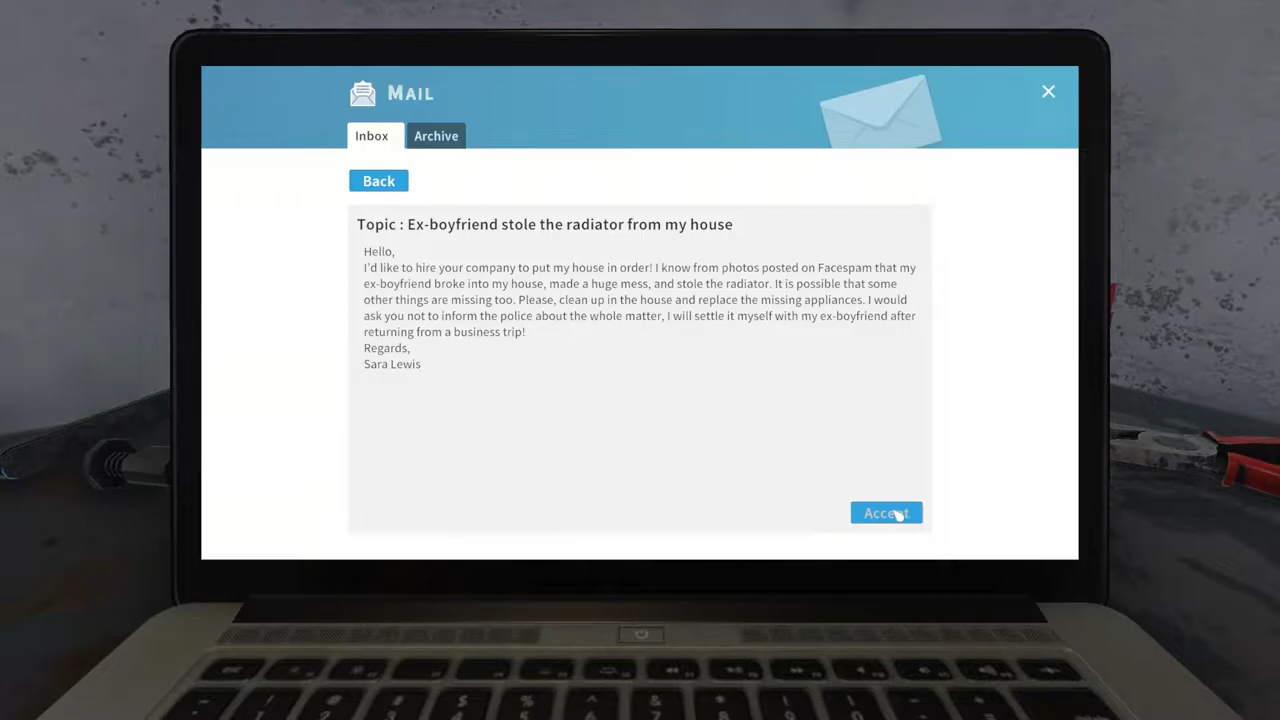 Mail
Inbox Archive
Back
Topic : Ex-boyfriend stole the radiator from my house
Hello,
I'd like to hire your company to put my house in order! I know from photos posted on Facespam that my
ex-boyfriend broke into my house, made a huge mess, and stole the radiator. It is possible that some
other things are missing too. Please, clean up in the house and replace the missing appliances. I would
ask you not to inform the police about the whole matter, I will settle it myself with my ex-boyfriend after
returning from a business trip!
Regards,
Sara Lewis
Accept